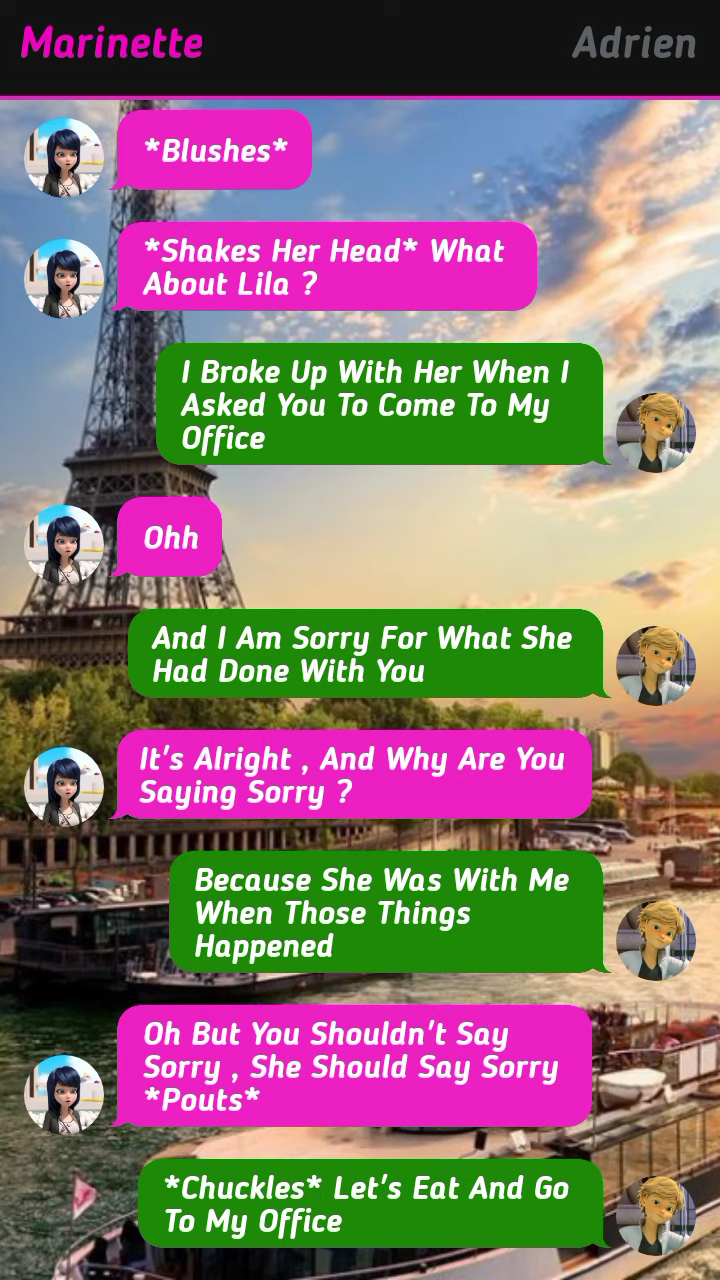 Marinette Adrien
*Blushes*
*Shakes Her Head* What
About Lila ?
I Broke Up With Her When I
Asked You To Come To My
Office
Ohh
And I Am Sorry For What She
Had Done With You
It's Alright , And Why Are You
Saying Sorry ?
Because She Was With Me
When Those Things
Happened
Oh But You Shouldn't Say
Sorry , She Should Say Sorry
*Pouts*
*Chuckles* Let's Eat And Go
To My Office